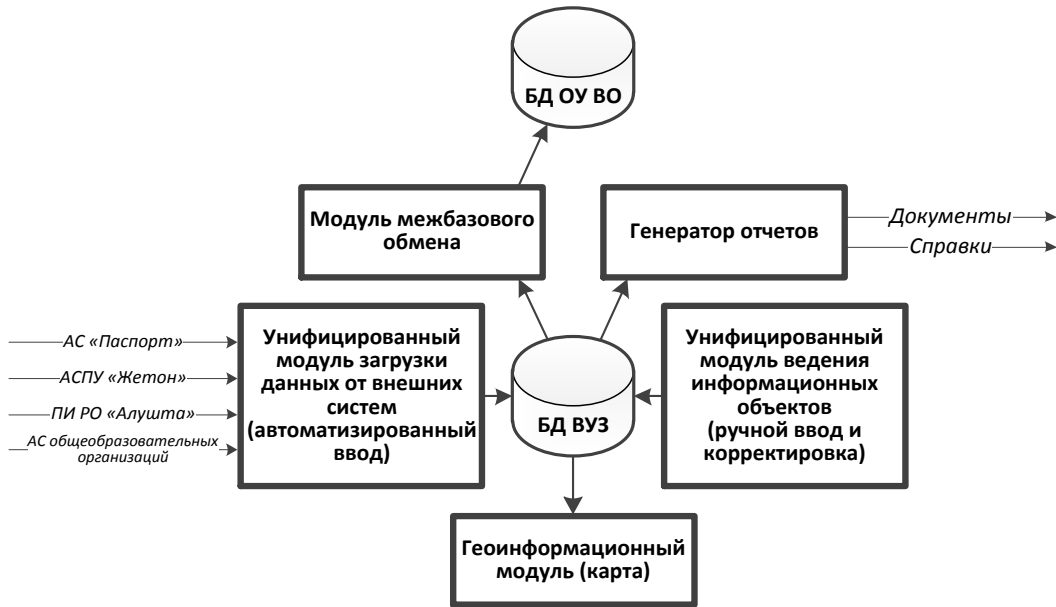 БД ОУ ВО
Модуль межбазового
обмена
Генератор отчетов
Документы
Справки
АС «Паспорт»
АСПУ «Жетон»
ПИ РО «Алушта»
АС общеобразовательных
организаций
Унифицированный
модуль загрузки
данных от внешних
систем
(автоматизированный
ввод)
БД ВУЗ
Унифицированный
модуль ведения
информационных
объектов
(ручной ввод и
корректировка)
Геоинформационный
модуль (карта)